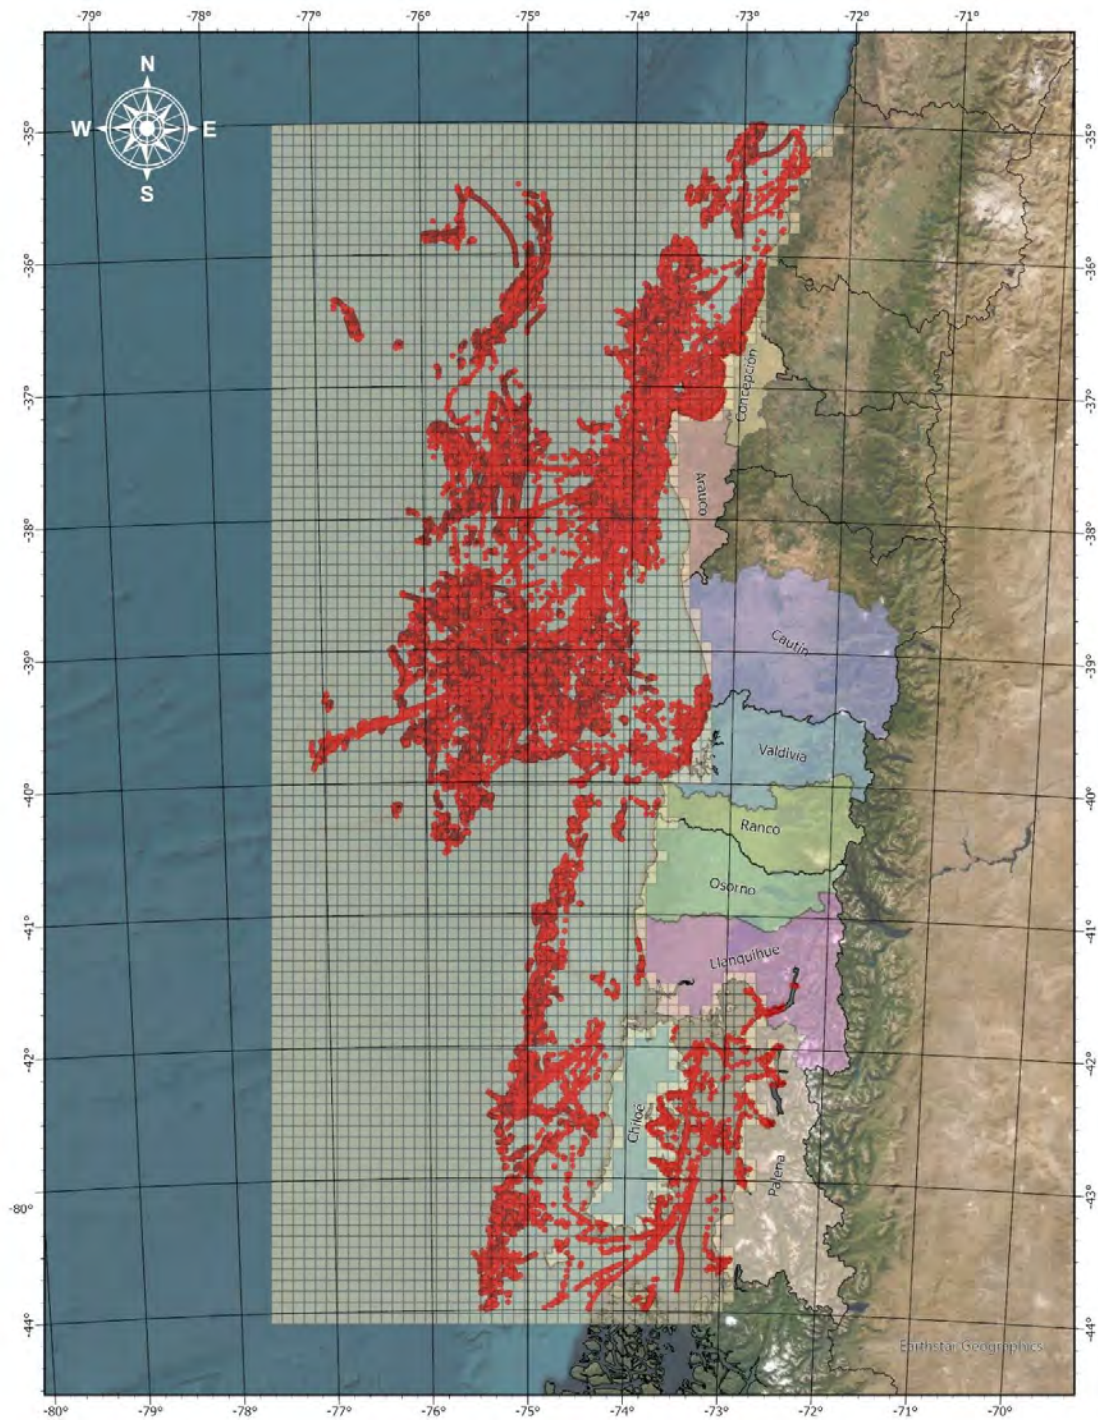 -79° -78° -77° -76° -75° -74° -73° -72° -71°
N
W E
S
-35° -35°
-36° -36°
-37° -37°
Concepción
Arauco
-38° -38°
Cautín
-39° -39°
Valdivia
-40° -40°
Ranco
Osorno
-41° -41°
Llanquihue
-42° -42°
Chiloé
Palena
-80° -43°
-44° -44°
Earthstar Geographics
-80° -79° -78° -77° -76° -75° -74° -73° -72° -71° -70°